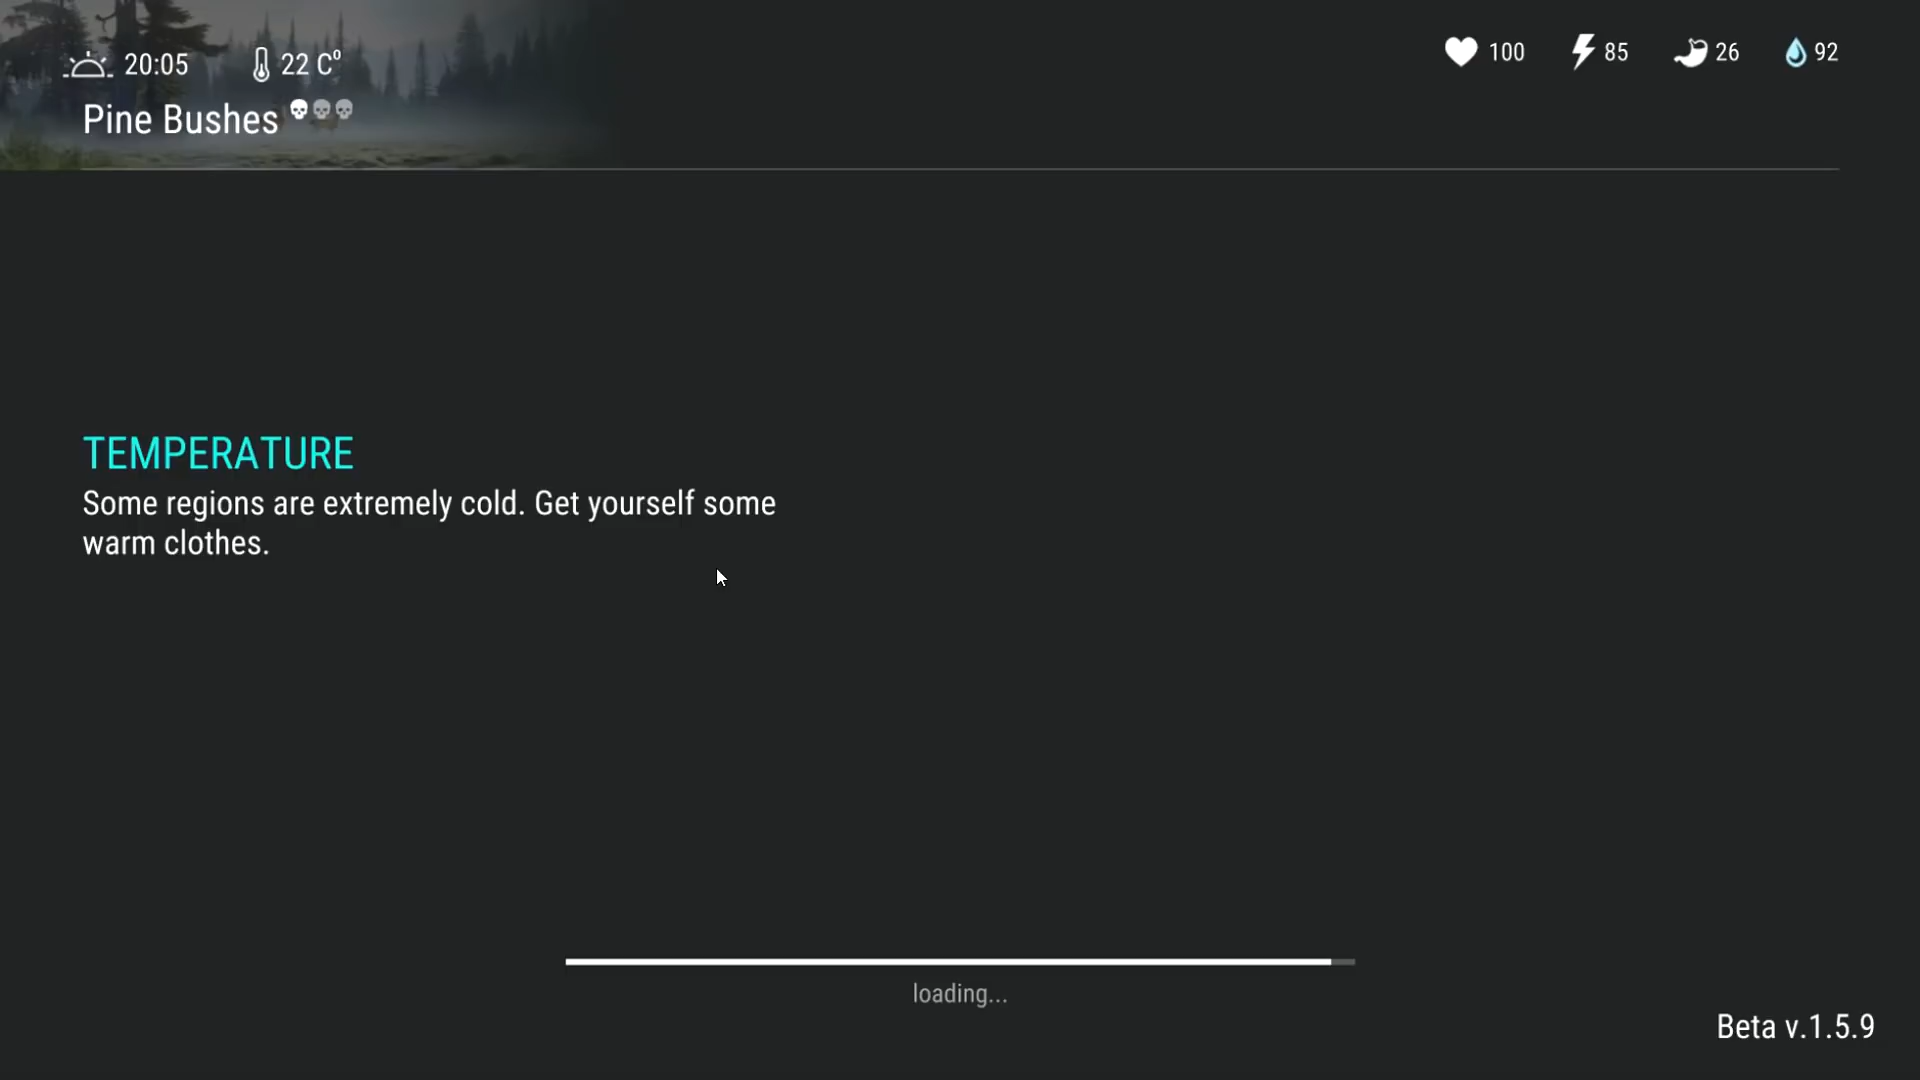 20:05 22 C⁰ 100 85 26 92
Pine Bushes
TEMPERATURE
Some regions are extremely cold. Get yourself some
warm clothes.
loading...
Beta v.1.5.9